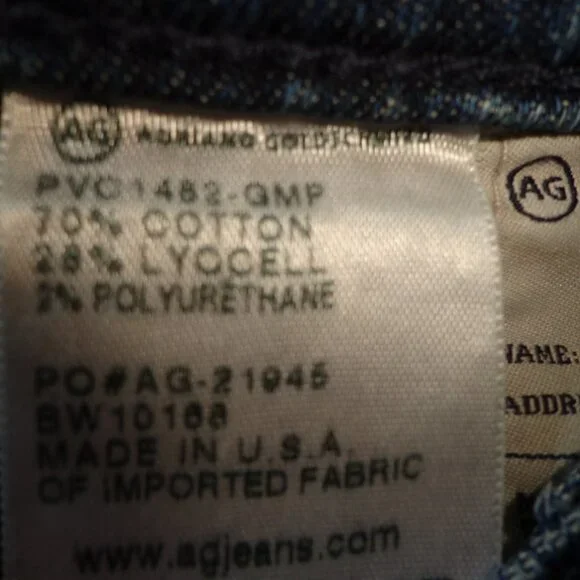 AG ADRIANO GOLDSCHMIED
PVC1482-GMP
70% COTTON
28% LYOCELL
2% POLYURETHANE
PO#AG-21945
BW10168
MADE IN U.S.A.
OF IMPORTED FABRIC
www.agjeans.com
AG
NAME:
ADDR